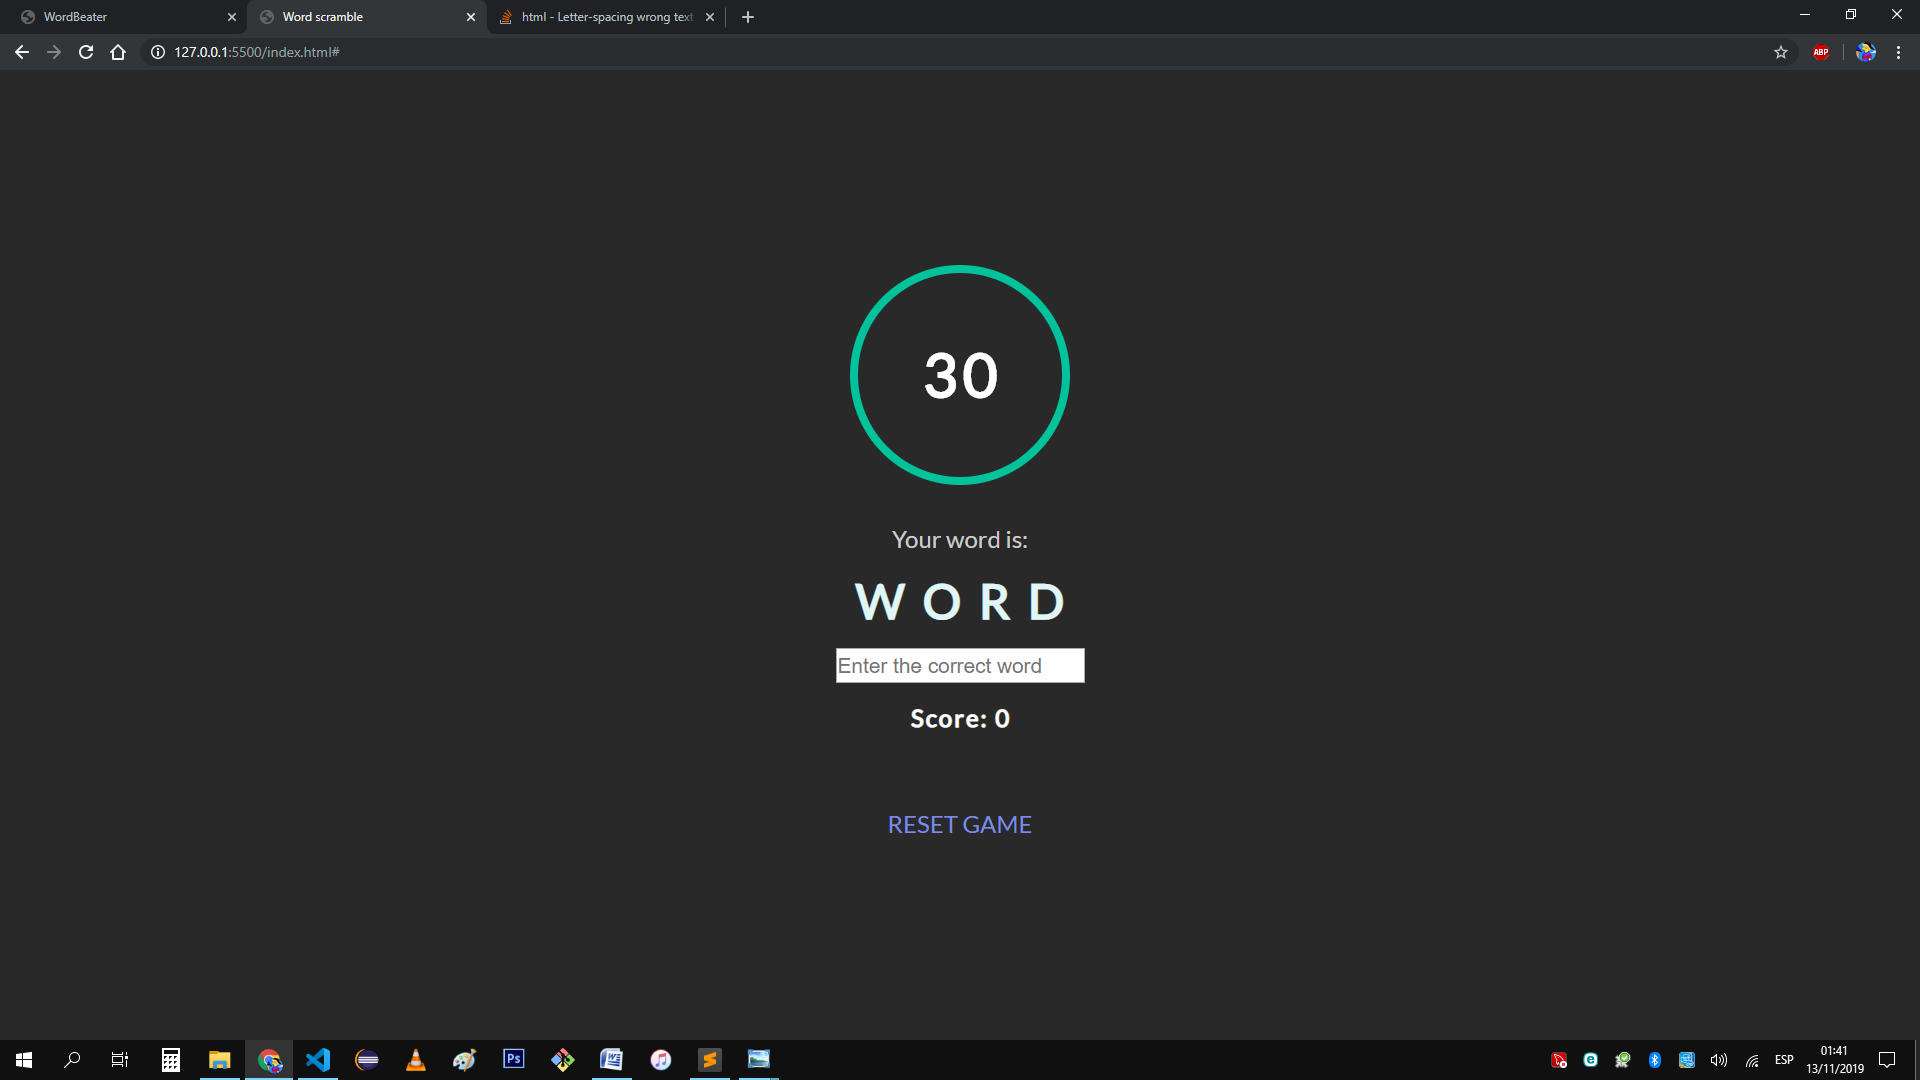 WordBeater
Word scramble
html - Letter-spacing wrong text
127.0.0.1:5500/index.html#
ABP
30
Your word is:
W O R D
Enter the correct word
Score: 0
RESET GAME
Ps
W
S
e
ESP
01:41
13/11/2019